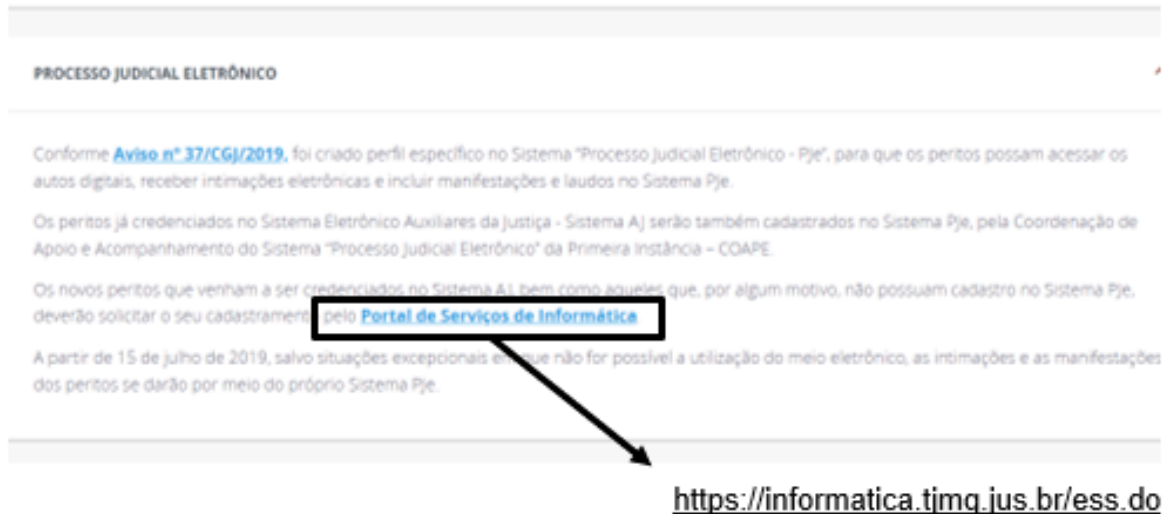 PROCESSO JUDICIAL ELETRÔNICO
Conforme Aviso nº 37/CGJ/2019, foi criado perfil específico no Sistema "Processo Judicial Eletrônico - PJe", para que os peritos possam acessar os
autos digitais, receber intimações eletrônicas e incluir manifestações e laudos no Sistema PJe.
Os peritos já credenciados no Sistema Eletrônico Auxiliares da Justiça - Sistema AJ serão também cadastrados no Sistema PJe, pela Coordenação de
Apoio e Acompanhamento do Sistema "Processo Judicial Eletrônico" da Primeira Instância – COAPE.
Os novos peritos que venham a ser credenciados no Sistema AJ, bem como aqueles que, por algum motivo, não possuam cadastro no Sistema PJe,
deverão solicitar o seu cadastrament pelo Portal de Serviços de Informática
A partir de 15 de julho de 2019, salvo situações excepcionais em que não for possível a utilização do meio eletrônico, as intimações e as manifestações
dos peritos se darão por meio do próprio Sistema PJe.
https://informatica.tjmg.jus.br/ess.do